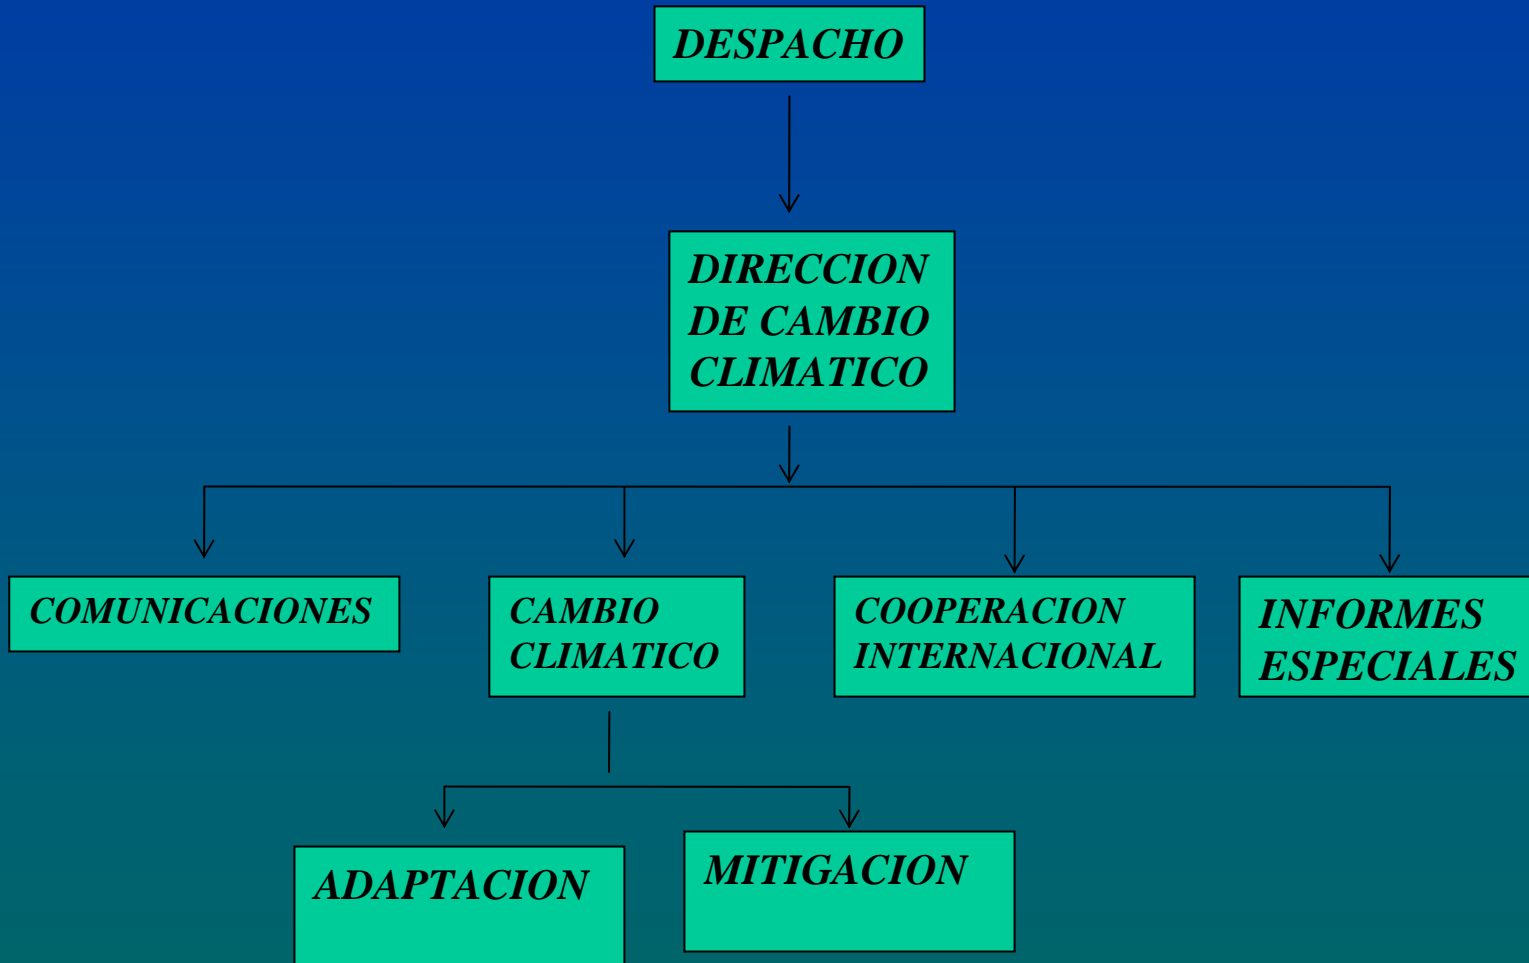 DESPACHO
DIRECCION
DE CAMBIO
CLIMATICO
COMUNICACIONES
CAMBIO
CLIMATICO
COOPERACION
INTERNACIONAL
INFORMES
ESPECIALES
ADAPTACION
MITIGACION